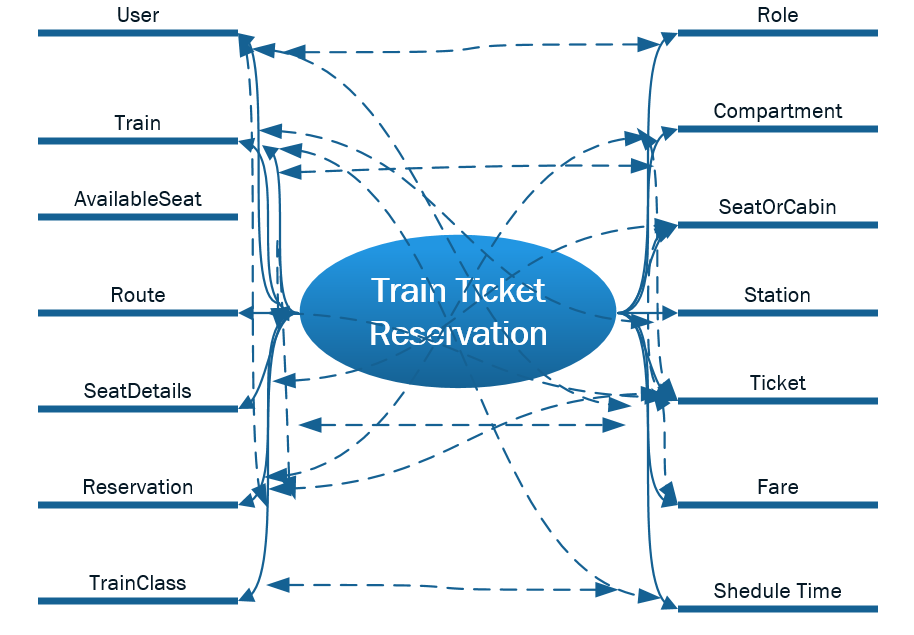 User
Role
Train
Compartment
AvailableSeat
SeatOrCabin
Train Ticket
Reservation
Route
Station
SeatDetails
Ticket
Reservation
Fare
TrainClass
Shedule Time